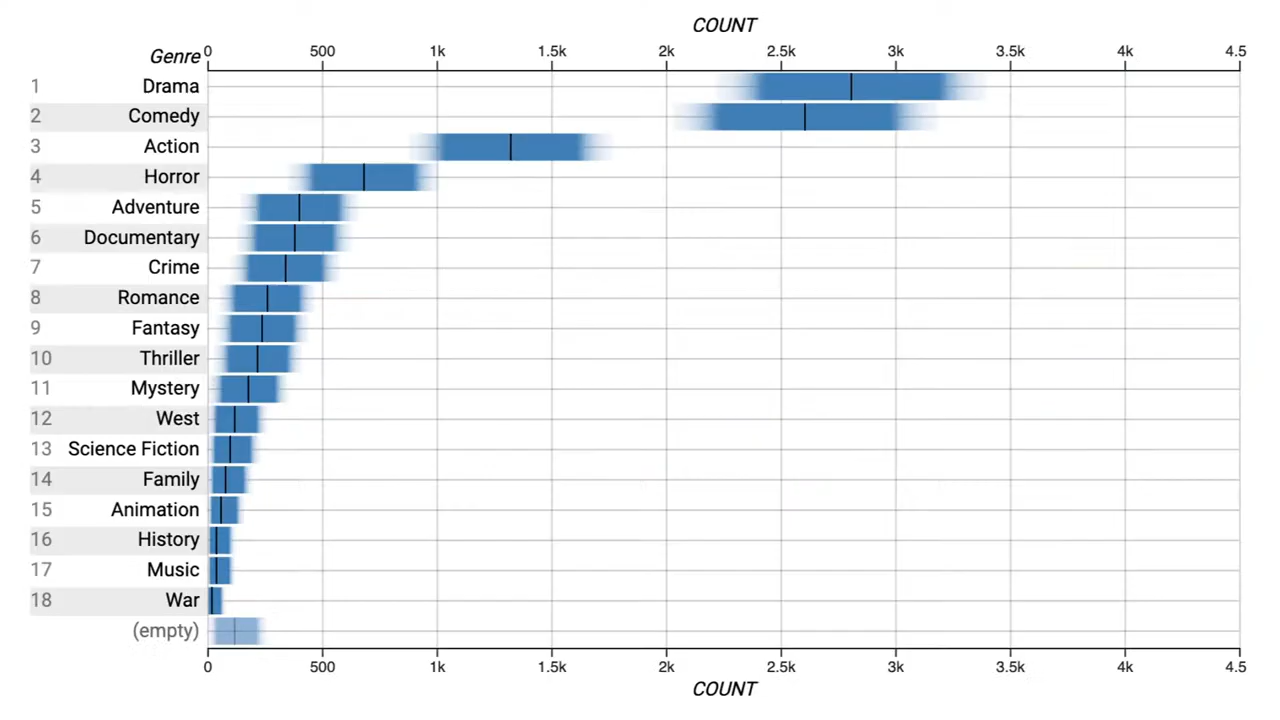 COUNT
Genre 0 500 1k 1.5k 2k 2.5k 3k 3.5k 4k 4.5
1 Drama
2 Comedy
3 Action
4 Horror
5 Adventure
6 Documentary
7 Crime
8 Romance
9 Fantasy
10 Thriller
11 Mystery
12 West
13 Science Fiction
14 Family
15 Animation
16 History
17 Music
18 War
(empty)
0 500 1k 1.5k 2k 2.5k 3k 3.5k 4k 4.5
COUNT